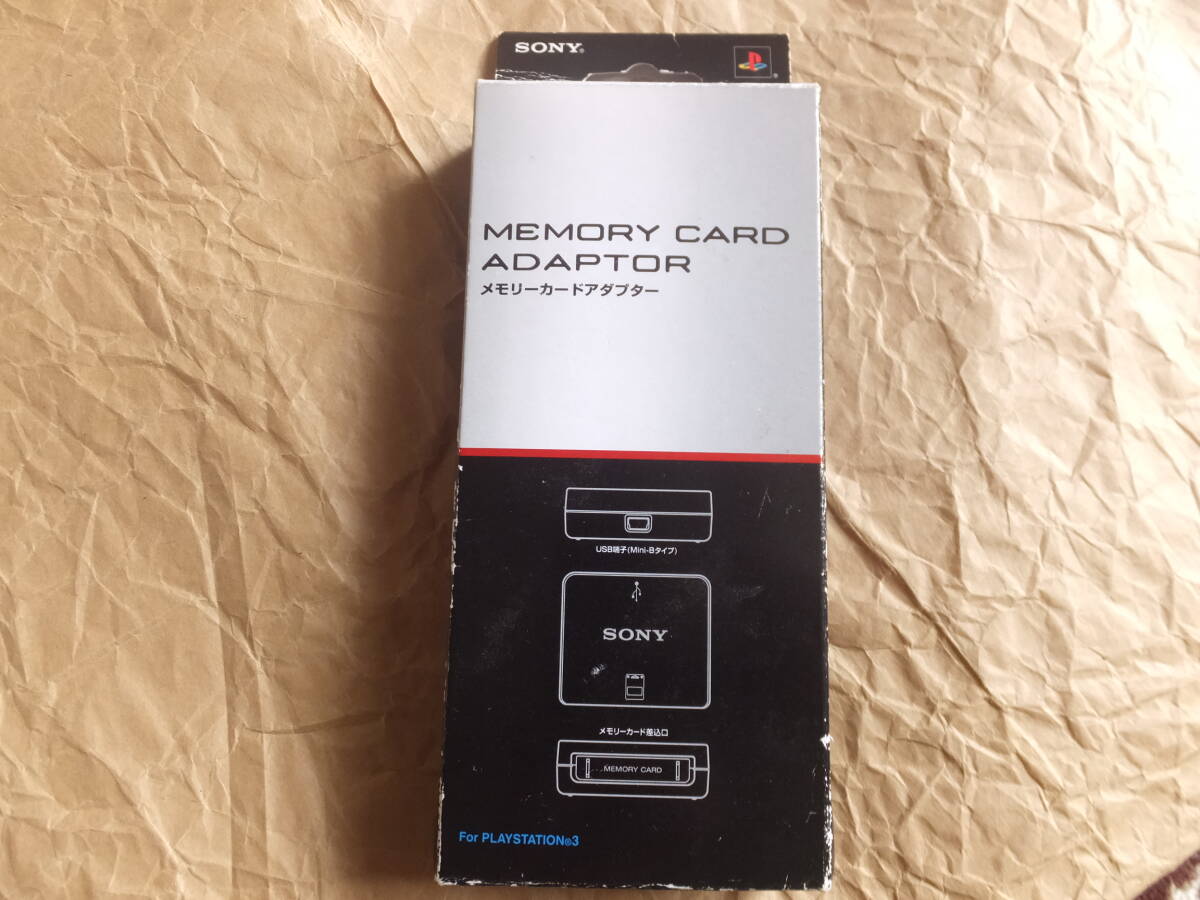 SONY®
MEMORY CARD
ADAPTOR
メモリーカードアダプター
USB端子(Mini-Bタイプ)
SONY
メモリーカード差込口
MEMORY CARD
For PLAYSTATION®3